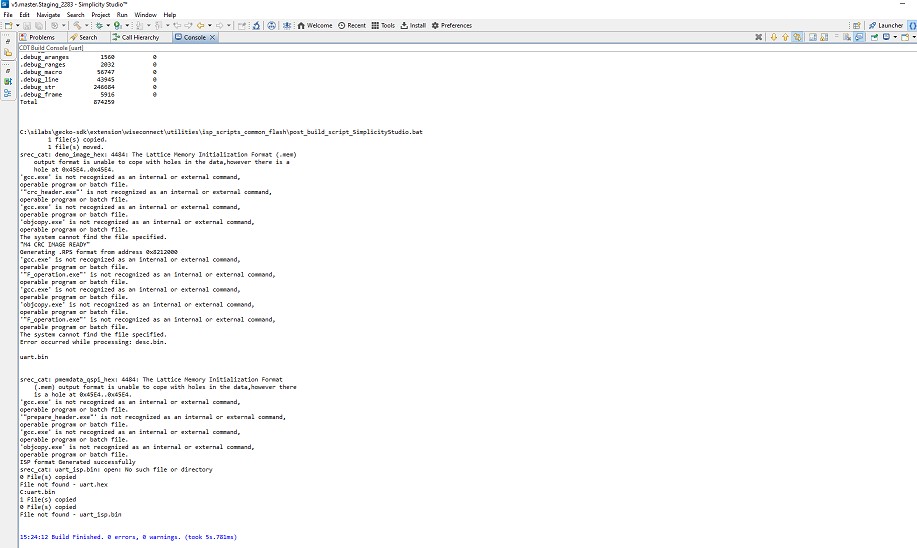 v5.master.Staging_2283 - Simplicity Studio™
File Edit Navigate Search Project Run Window Help
Welcome Recent Tools Install Preferences
Launcher
Problems Search Call Hierarchy Console
CDT Build Console [uart]
.debug_aranges 1560 0
.debug_ranges 2032 0
.debug_macro 56747 0
.debug_line 43945 0
.debug_str 246684 0
.debug_frame 5916 0
Total 874259
C:\silabs\gecko-sdk\extension\wiseconnect\utilities\isp_scripts_common_flash\post_build_script_SimplicityStudio.bat
1 file(s) copied.
1 file(s) moved.
srec_cat: demo_image_hex: 4484: The Lattice Memory Initialization Format (.mem)
output format is unable to cope with holes in the data,however there is a
hole at 0x45E4..0x45E4.
'gcc.exe' is not recognized as an internal or external command,
operable program or batch file.
'"crc_header.exe"' is not recognized as an internal or external command,
operable program or batch file.
'gcc.exe' is not recognized as an internal or external command,
operable program or batch file.
'objcopy.exe' is not recognized as an internal or external command,
operable program or batch file.
The system cannot find the file specified.
"M4 CRC IMAGE READY"
Generating .RPS format from address 0x8212000
'gcc.exe' is not recognized as an internal or external command,
operable program or batch file.
'"F_operation.exe"' is not recognized as an internal or external command,
operable program or batch file.
'gcc.exe' is not recognized as an internal or external command,
operable program or batch file.
'objcopy.exe' is not recognized as an internal or external command,
operable program or batch file.
'"F_operation.exe"' is not recognized as an internal or external command,
operable program or batch file.
The system cannot find the file specified.
Error occurred while processing: desc.bin.
uart.bin
srec_cat: pmemdata_qspi_hex: 4484: The Lattice Memory Initialization Format
(.mem) output format is unable to cope with holes in the data,however there
is a hole at 0x45E4..0x45E4.
'gcc.exe' is not recognized as an internal or external command,
operable program or batch file.
'"prepare_header.exe"' is not recognized as an internal or external command,
operable program or batch file.
'gcc.exe' is not recognized as an internal or external command,
operable program or batch file.
'objcopy.exe' is not recognized as an internal or external command,
operable program or batch file.
ISP format Generated successfully
srec_cat: uart_isp.bin: open: No such file or directory
0 File(s) copied
File not found - uart.hex
C:uart.bin
1 File(s) copied
0 File(s) copied
File not found - uart_isp.bin
15:24:12 Build Finished. 0 errors, 0 warnings. (took 5s.781ms)